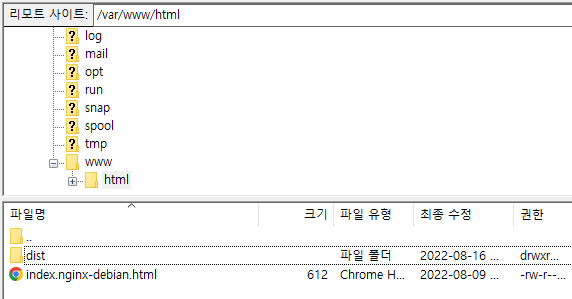 리모트 사이트: /var/www/html
? log
? mail
? opt
? run
? snap
? spool
? tmp
www
html
파일명 크기 파일 유형 최종 수정 권한
..
dist 파일 폴더 2022-08-16 ... drwxr...
index.nginx-debian.html 612 Chrome H... 2022-08-09 ... -rw-r--...